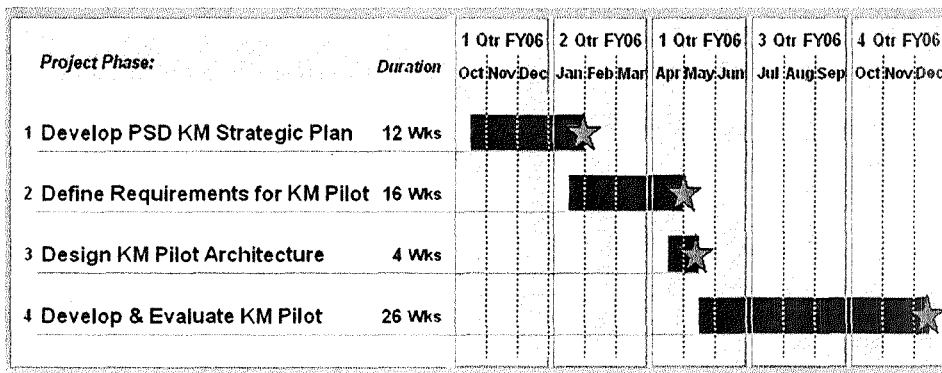 1 Qtr FY06 2 Qtr FY06 1 Qtr FY06 3 Qtr FY06 4 Qtr FY06
Project Phase: Duration
Oct Nov Dec Jan Feb Mar Apr May Jun Jul Aug Sep Oct Nov Dec
1 Develop PSD KM Strategic Plan 12 Wks
2 Define Requirements for KM Pilot 16 Wks
3 Design KM Pilot Architecture 4 Wks
4 Develop & Evaluate KM Pilot 26 Wks